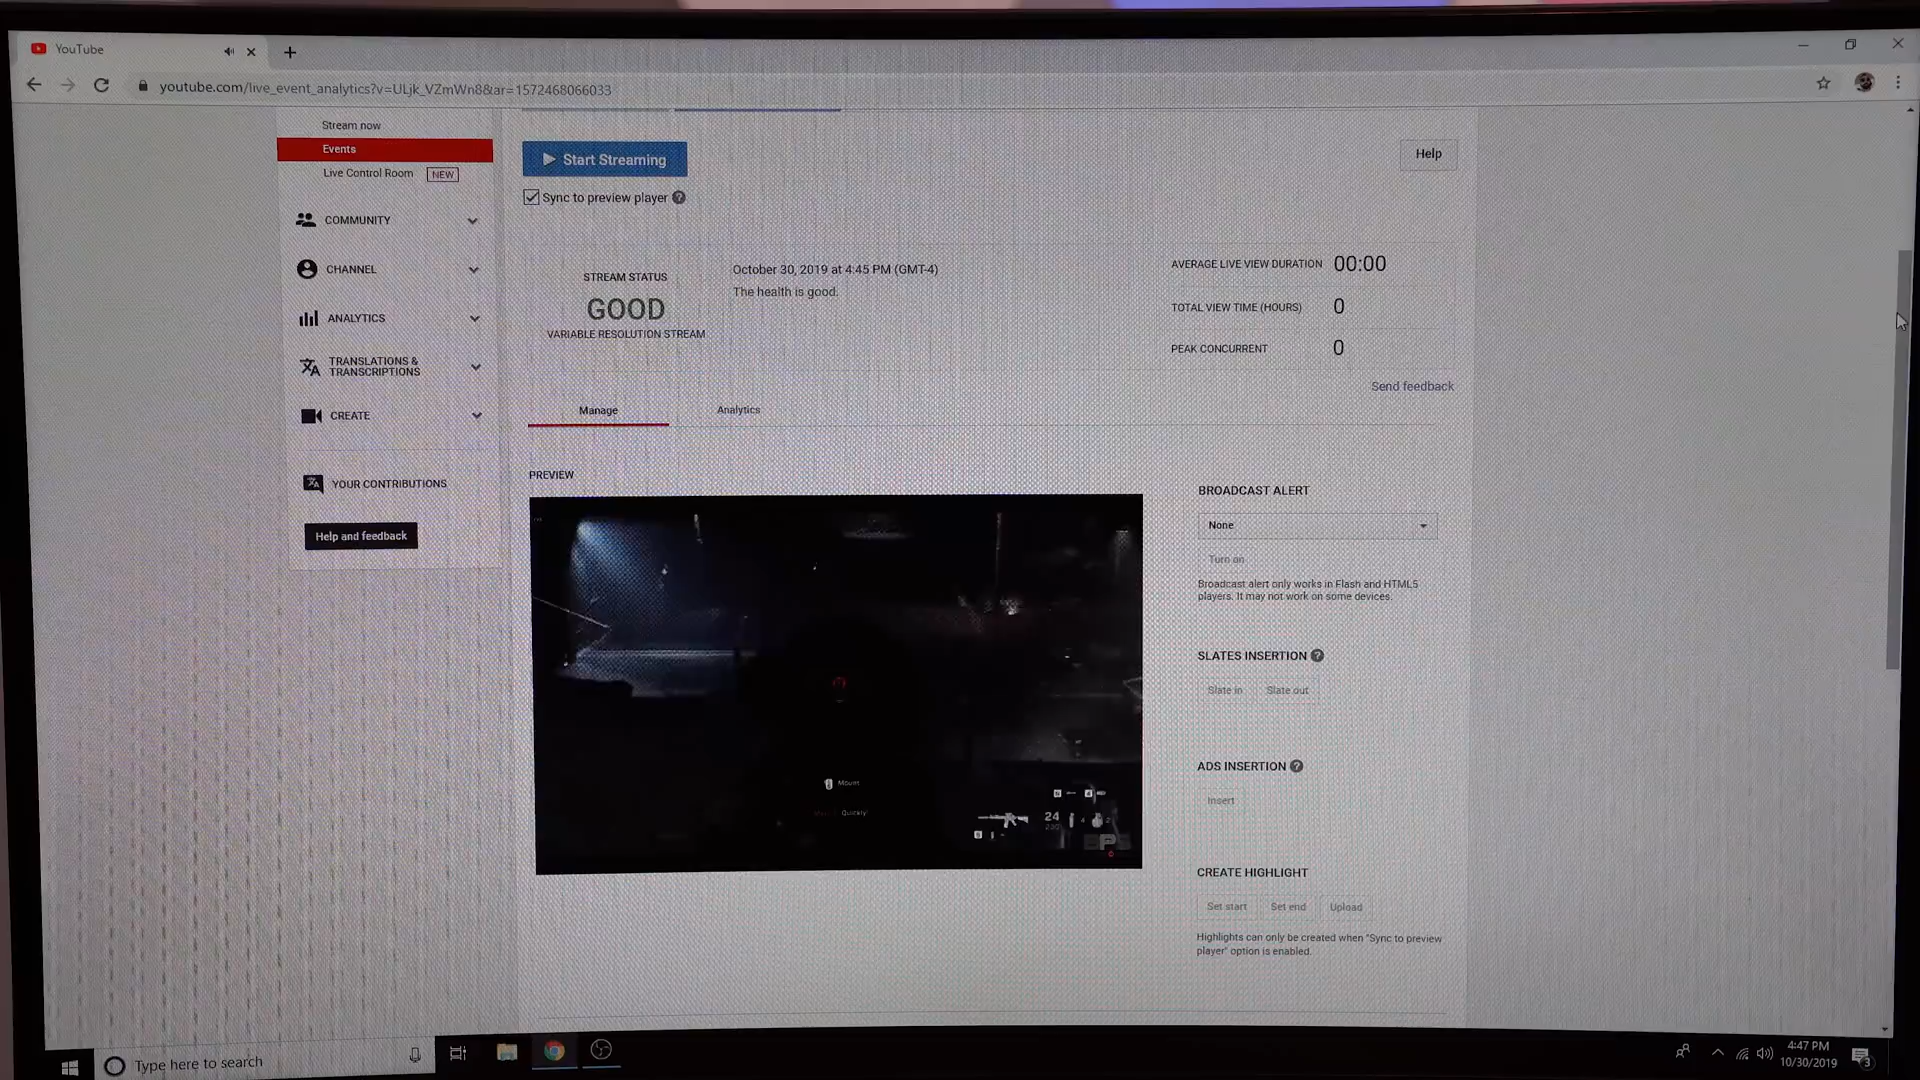 YouTube
youtube.com/live_event_analytics?v=ULjk_VZmWn8&ar=1572468066033
Stream now
Events
Live Control Room NEW
COMMUNITY
CHANNEL
ANALYTICS
TRANSLATIONS &
TRANSCRIPTIONS
CREATE
YOUR CONTRIBUTIONS
Help and feedback
Start Streaming
Help
Sync to preview player
STREAM STATUS
GOOD
VARIABLE RESOLUTION STREAM
October 30, 2019 at 4:45 PM (GMT-4)
The health is good.
AVERAGE LIVE VIEW DURATION 00:00
TOTAL VIEW TIME (HOURS) 0
PEAK CONCURRENT 0
Send feedback
Manage Analytics
PREVIEW
Mount
Quickly!
24
BROADCAST ALERT
None
Turn on
Broadcast alert only works in Flash and HTML5
players. It may not work on some devices.
SLATES INSERTION
Slate in Slate out
ADS INSERTION
Insert
CREATE HIGHLIGHT
Set start Set end Upload
Highlights can only be created when "Sync to preview
player" option is enabled.
Type here to search
4:47 PM
10/30/2019
3